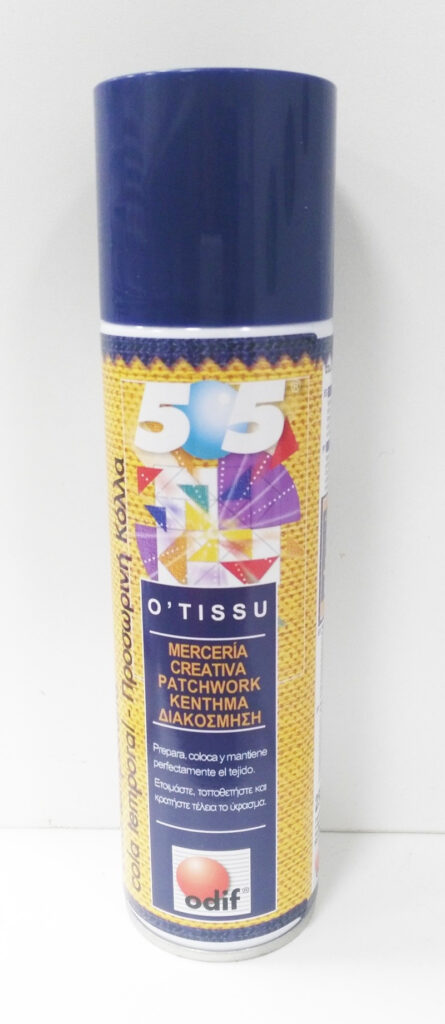 505®
O'TISSU
MERCERÍA
CREATIVA
PATCHWORK
ΚΕΝΤΗΜΑ
ΔΙΑΚΟΣΜΗΣΗ
Prepara, coloca y mantiene
perfectamente el tejido.
Ετοιμάστε, τοποθετήστε και
κρατήστε τέλεια το ύφασμα.
odif®
cola temporal - Προσωρινή κόλλα